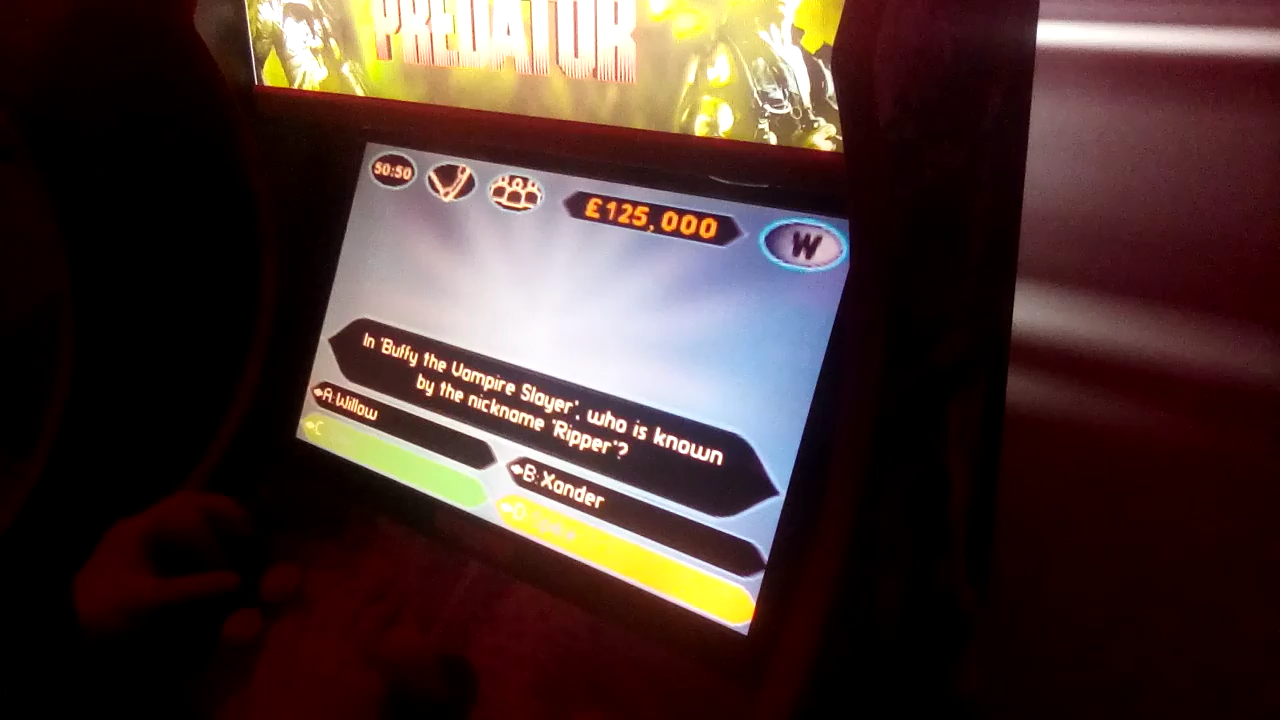 PREDATOR
50:50
£125,000
W
In 'Buffy the Vampire Slayer', who is known
by the nickname 'Ripper'?
A: Willow
B: Xander
C
D: